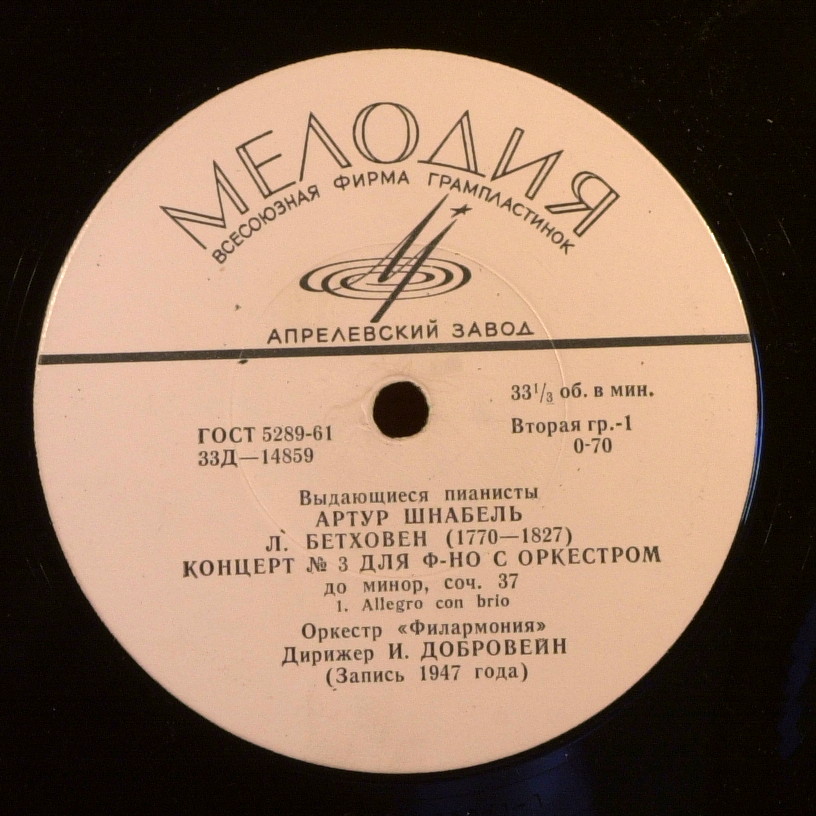 МЕЛОДИЯ
ВСЕСОЮЗНАЯ ФИРМА ГРАМПЛАСТИНОК
АПРЕЛЕВСКИЙ ЗАВОД
33⅓ об. в мин.
ГОСТ 5289-61
33Д—14859
Вторая гр.-1
0-70
Выдающиеся пианисты
АРТУР ШНАБЕЛЬ
Л. БЕТХОВЕН (1770—1827)
КОНЦЕРТ № 3 ДЛЯ Ф-НО С ОРКЕСТРОМ
до минор, соч. 37
1. Allegro con brio
Оркестр «Филармония»
Дирижер И. ДОБРОВЕЙН
(Запись 1947 года)